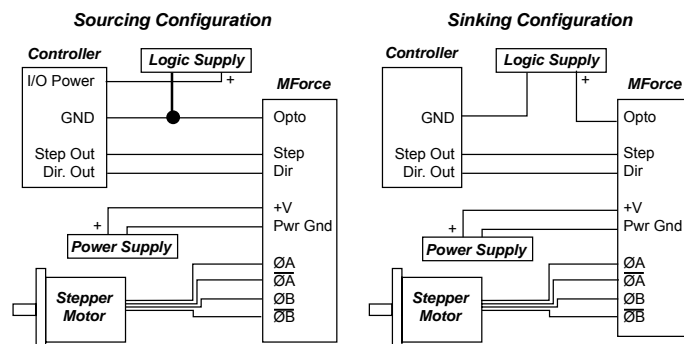 Sourcing Configuration
Controller
Logic Supply
I/O Power
+
MForce
GND
Opto
Step Out
Step
Dir. Out
Dir
+V
+
Pwr Gnd
Power Supply
ØA
Stepper
Motor
ØA̅
ØB
ØB̅
Sinking Configuration
Controller
Logic Supply
+
MForce
GND
Opto
Step Out
Step
Dir. Out
Dir
+V
+
Pwr Gnd
Power Supply
ØA
Stepper
Motor
ØA̅
ØB
ØB̅